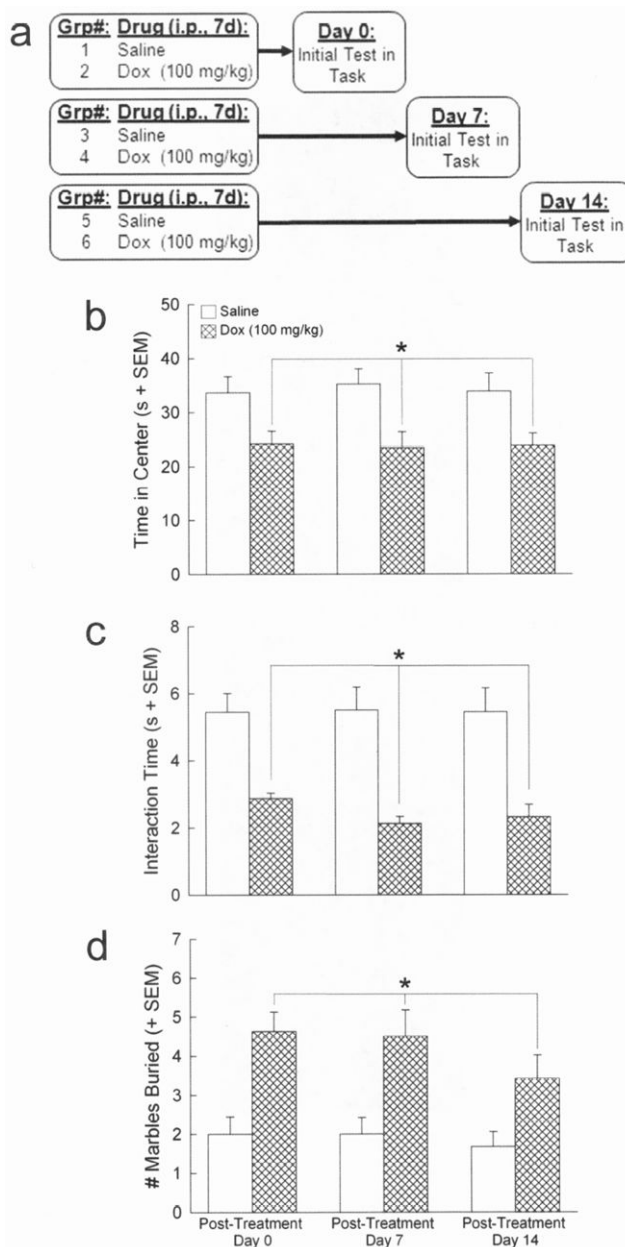 a
Grp#: Drug (i.p., 7d):
1 Saline
2 Dox (100 mg/kg)
Day 0:
Initial Test in
Task
Grp#: Drug (i.p., 7d):
3 Saline
4 Dox (100 mg/kg)
Day 7:
Initial Test in
Task
Grp#: Drug (i.p., 7d):
5 Saline
6 Dox (100 mg/kg)
Day 14:
Initial Test in
Task
b
Time in Center (s + SEM)
50
40
30
20
10
0
Saline
Dox (100 mg/kg)
*
c
Interaction Time (s + SEM)
8
6
4
2
0
*
d
# Marbles Buried (+ SEM)
7
6
5
4
3
2
1
0
*
Post-Treatment Day 0
Post-Treatment Day 7
Post-Treatment Day 14